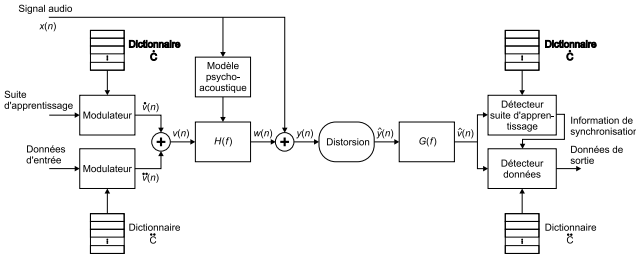 Signal audio
x(n)
Dictionnaire
Ċ
Dictionnaire
Ċ
Modèle
psycho-
acoustique
Suite
d'apprentissage
Modulateur
v̇(n)
Détecteur
suite d'appren-
tissage
Information de
synchronisation
v(n)
H(f)
w(n)
y(n)
Distorsion
ŷ(n)
G(f)
v̂(n)
Données
d'entrée
Modulateur
v̈(n)
Détecteur
données
Données de
sortie
Dictionnaire
C̈
Dictionnaire
C̈